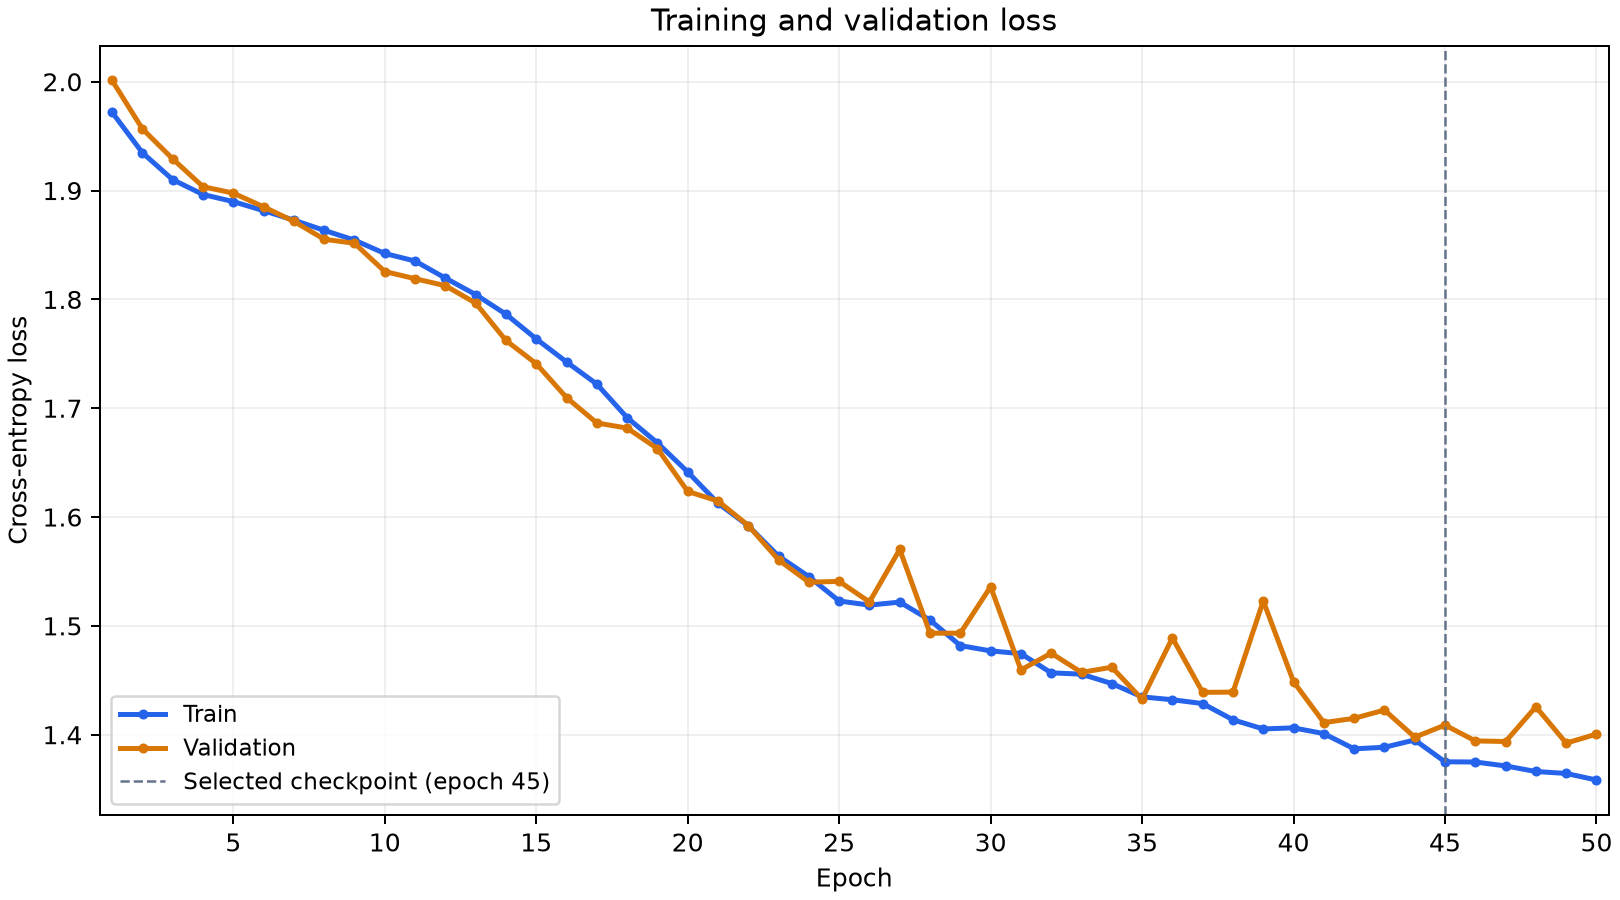 Training and validation loss
Cross-entropy loss
2.0
1.9
1.8
1.7
1.6
1.5
1.4
Train
Validation
Selected checkpoint (epoch 45)
5 10 15 20 25 30 35 40 45 50
Epoch